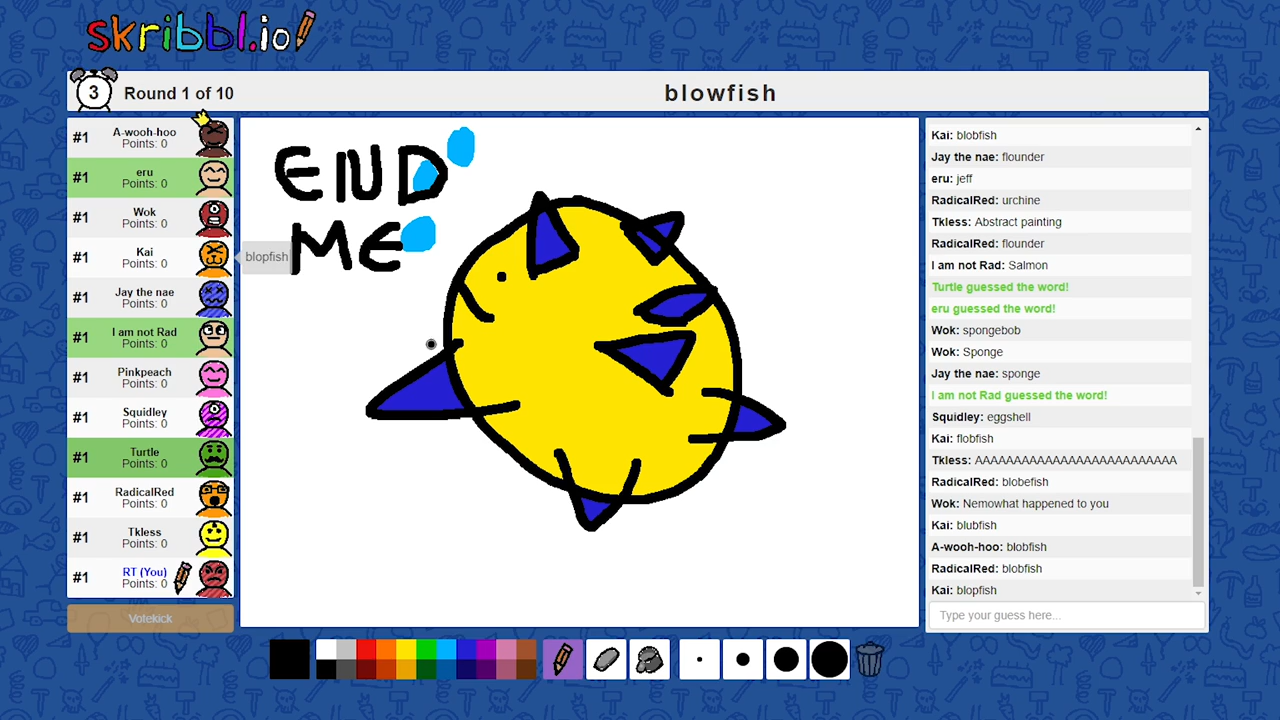 skribbl.io
3
Round 1 of 10
blowfish
#1
A-wooh-hoo
Points: 0
#1
eru
Points: 0
#1
Wok
Points: 0
#1
Kai
Points: 0
blopfish
#1
Jay the nae
Points: 0
#1
I am not Rad
Points: 0
#1
Pinkpeach
Points: 0
#1
Squidley
Points: 0
#1
Turtle
Points: 0
#1
RadicalRed
Points: 0
#1
Tkless
Points: 0
#1
RT (You)
Points: 0
Votekick
END
ME
Kai: blobfish
Jay the nae: flounder
eru: jeff
RadicalRed: urchine
Tkless: Abstract painting
RadicalRed: flounder
I am not Rad: Salmon
Turtle guessed the word!
eru guessed the word!
Wok: spongebob
Wok: Sponge
Jay the nae: sponge
I am not Rad guessed the word!
Squidley: eggshell
Kai: flobfish
Tkless: AAAAAAAAAAAAAAAAAAAAAAAAAA
RadicalRed: blobefish
Wok: Nemowhat happened to you
Kai: blubfish
A-wooh-hoo: blobfish
RadicalRed: blobfish
Kai: blopfish
Type your guess here...